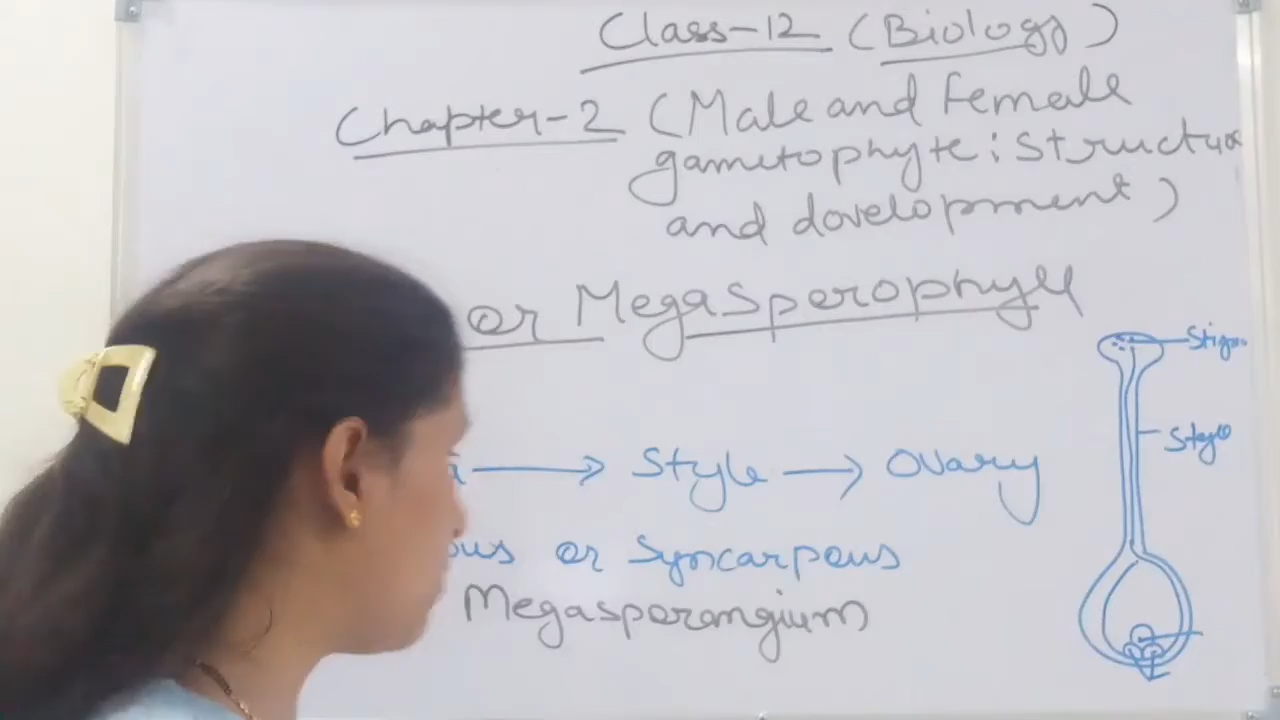 Class-12 (Biology)
Chapter-2 (Male and Female
gametophyte: Structure
and dovelopment)
or Megasporophyll
Stigma
Style
→ Style → Ovary
or Syncarpous
Megasporangium